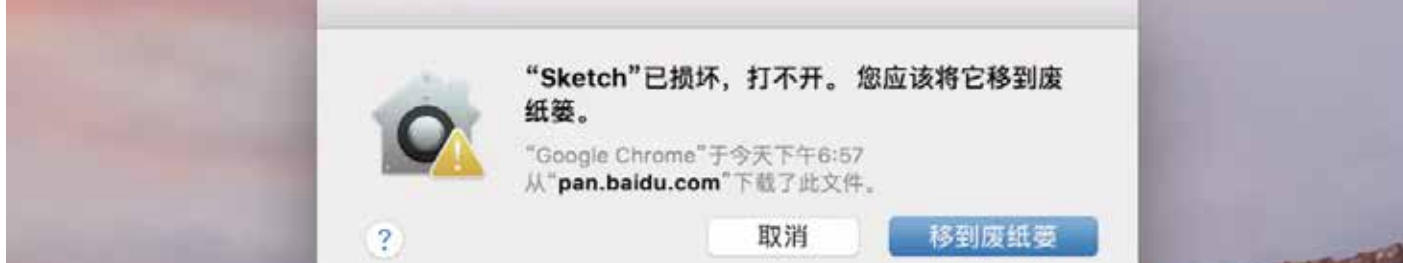 “Sketch”已损坏，打不开。 您应该将它移到废
纸篓。
“Google Chrome”于今天下午6:57
从“pan.baidu.com”下载了此文件。
?
取消
移到废纸篓